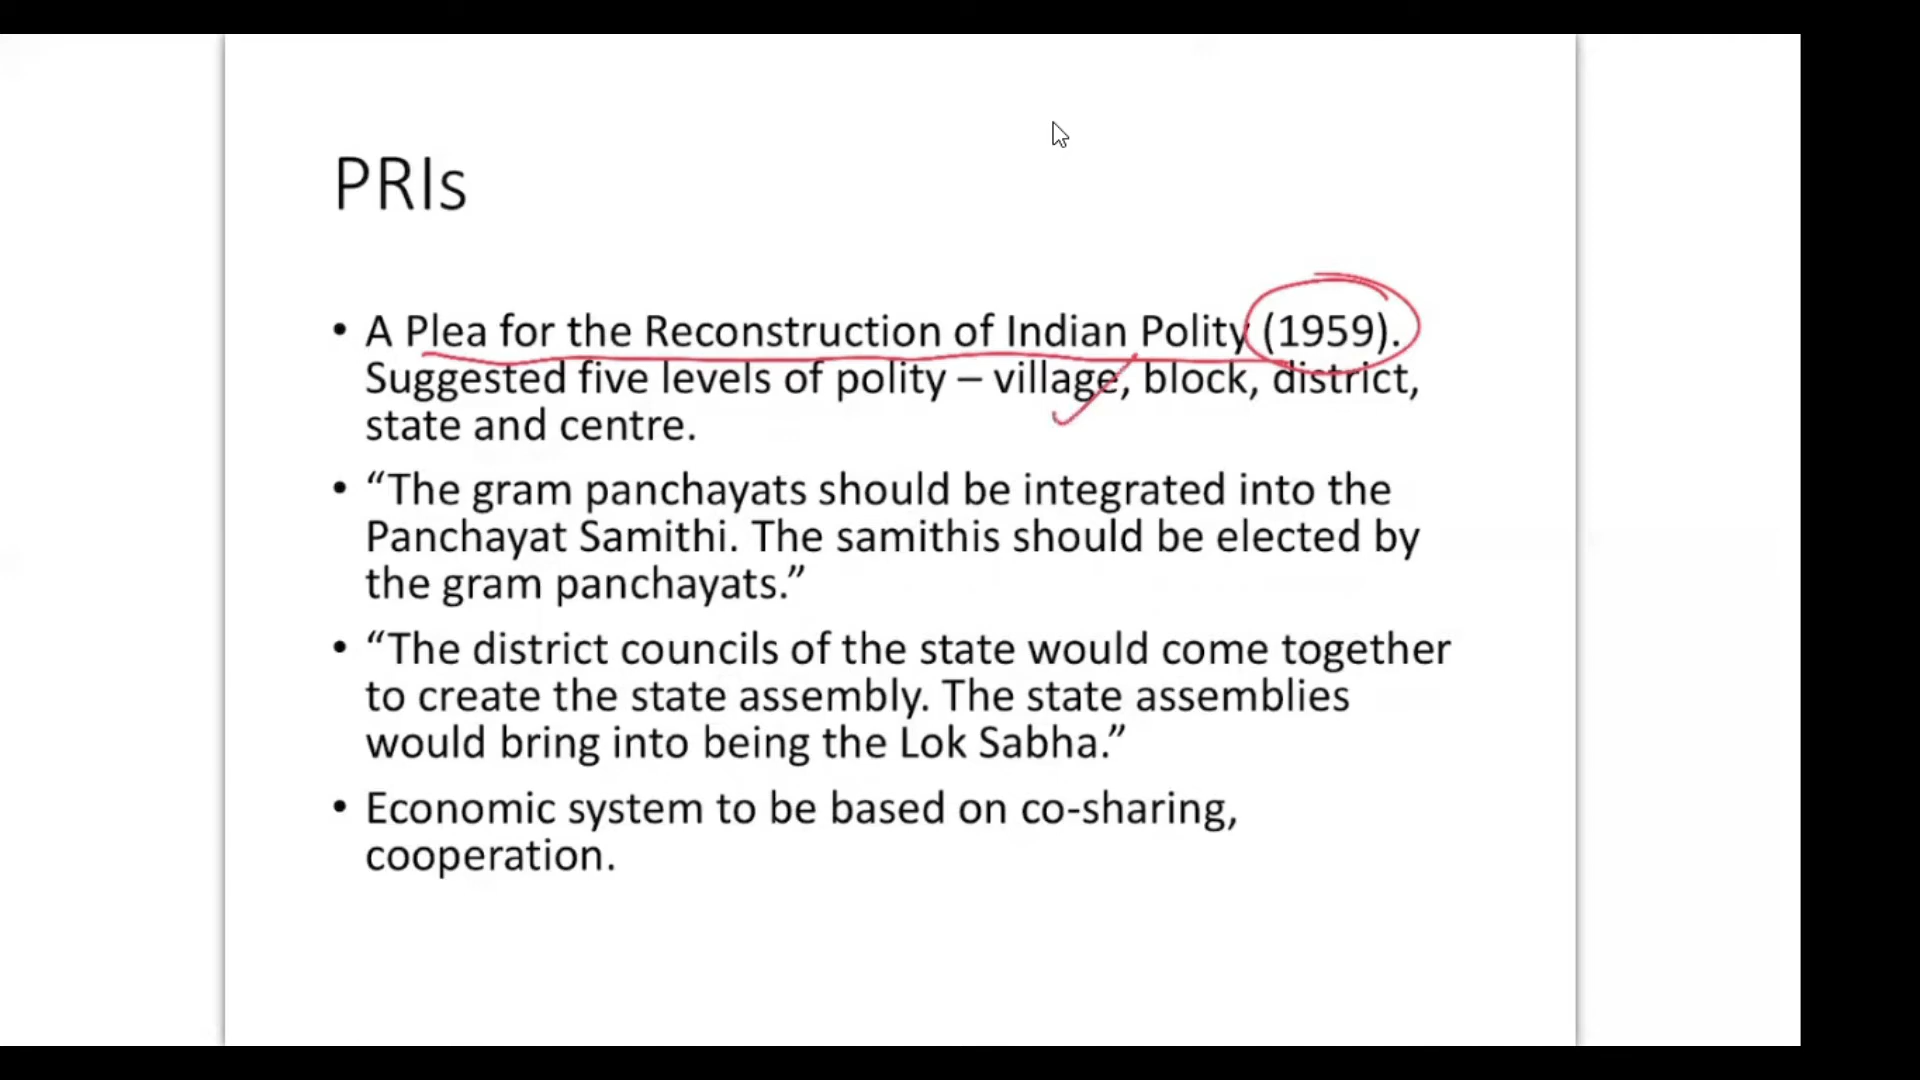 PRIs
• A Plea for the Reconstruction of Indian Polity (1959).
Suggested five levels of polity – village, block, district,
state and centre.
• “The gram panchayats should be integrated into the
Panchayat Samithi. The samithis should be elected by
the gram panchayats.”
• “The district councils of the state would come together
to create the state assembly. The state assemblies
would bring into being the Lok Sabha.”
• Economic system to be based on co-sharing,
cooperation.